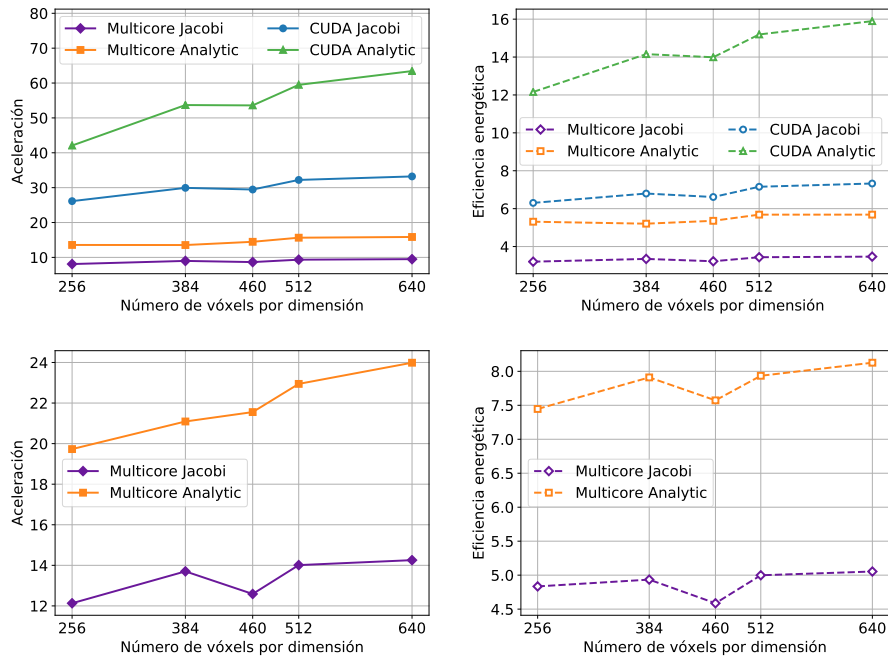 Aceleración
80
70
60
50
40
30
20
10
Multicore Jacobi
Multicore Analytic
CUDA Jacobi
CUDA Analytic
256 384 460 512 640
Número de vóxels por dimensión
Eficiencia energética
16
14
12
10
8
6
4
Multicore Jacobi
Multicore Analytic
CUDA Jacobi
CUDA Analytic
256 384 460 512 640
Número de vóxels por dimensión
Aceleración
24
22
20
18
16
14
12
Multicore Jacobi
Multicore Analytic
256 384 460 512 640
Número de vóxels por dimensión
Eficiencia energética
8.0
7.5
7.0
6.5
6.0
5.5
5.0
4.5
Multicore Jacobi
Multicore Analytic
256 384 460 512 640
Número de vóxels por dimensión